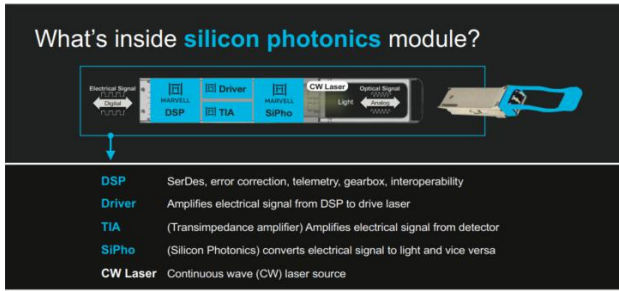 What's inside silicon photonics module?
Electrical Signal
Digital
MARVELL
DSP
Driver
TIA
MARVELL
SiPho
CW Laser
Light
Optical Signal
Analog
DSP SerDes, error correction, telemetry, gearbox, interoperability
Driver Amplifies electrical signal from DSP to drive laser
TIA (Transimpedance amplifier) Amplifies electrical signal from detector
SiPho (Silicon Photonics) converts electrical signal to light and vice versa
CW Laser Continuous wave (CW) laser source